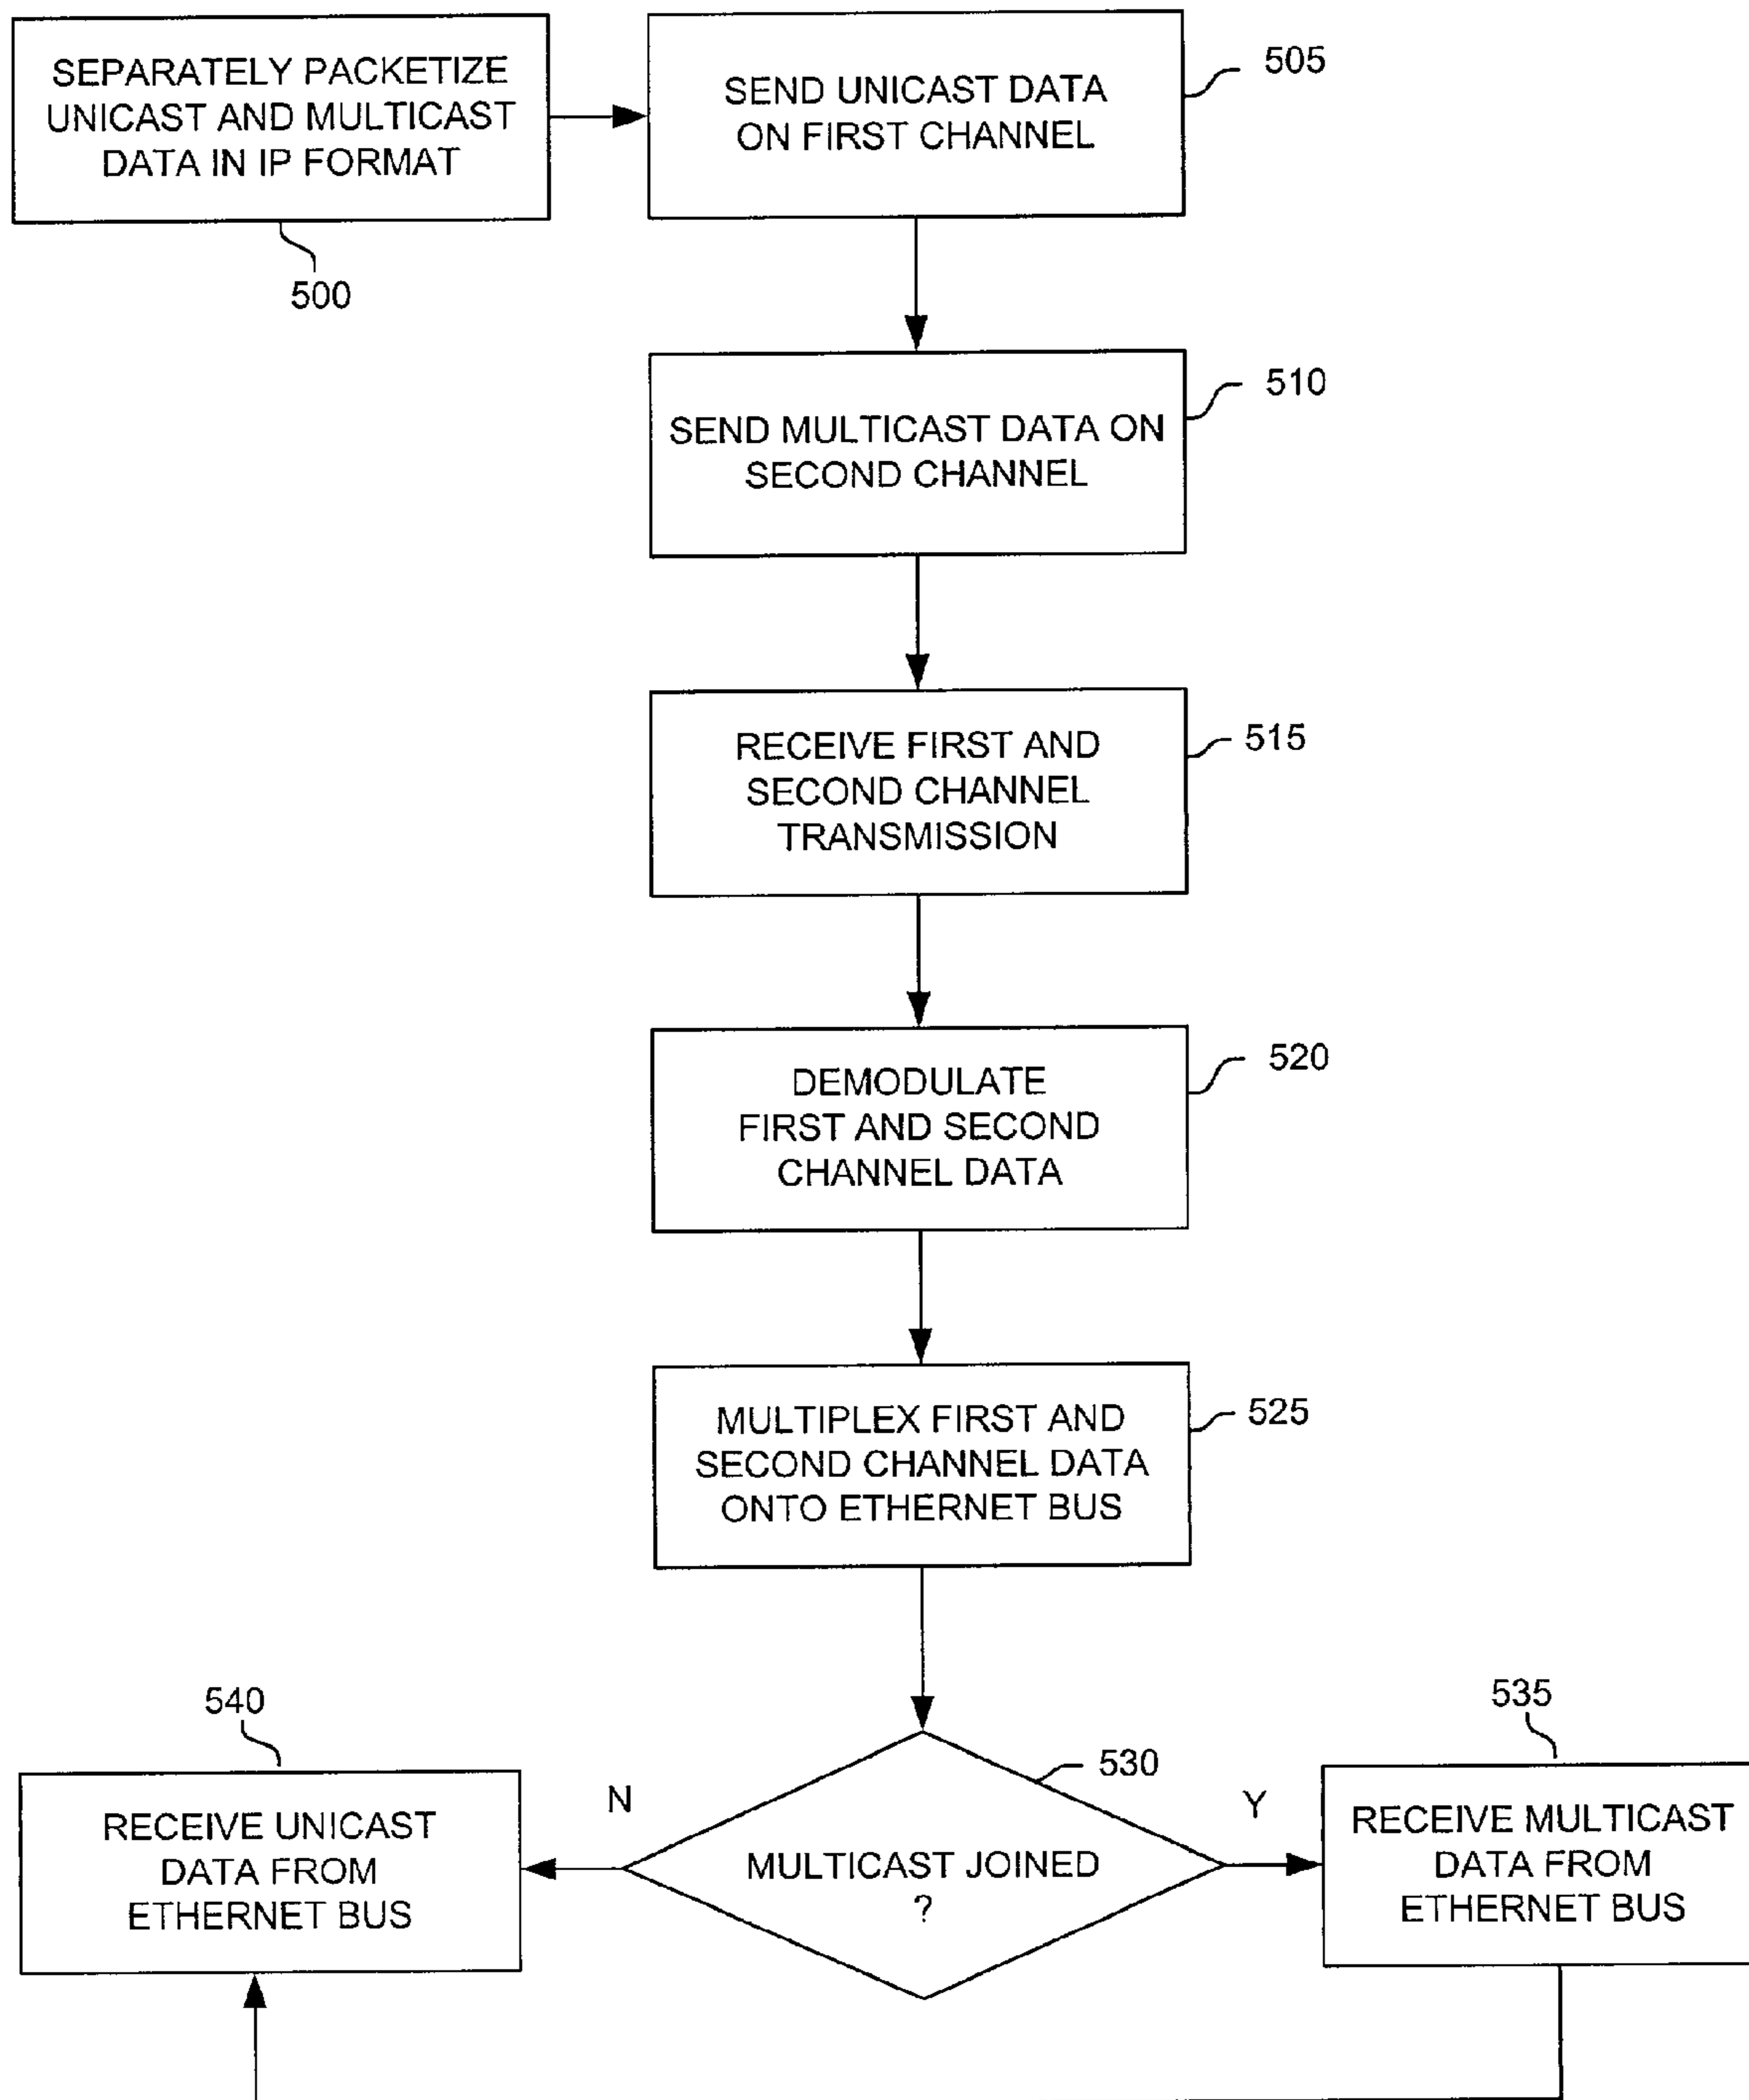 SEPARATELY PACKETIZE
UNICAST AND MULTICAST
DATA IN IP FORMAT
500
SEND UNICAST DATA
ON FIRST CHANNEL
505
SEND MULTICAST DATA ON
SECOND CHANNEL
510
RECEIVE FIRST AND
SECOND CHANNEL
TRANSMISSION
515
DEMODULATE
FIRST AND SECOND
CHANNEL DATA
520
MULTIPLEX FIRST AND
SECOND CHANNEL DATA
ONTO ETHERNET BUS
525
MULTICAST JOINED
?
530
N
Y
540
RECEIVE UNICAST
DATA FROM
ETHERNET BUS
535
RECEIVE MULTICAST
DATA FROM
ETHERNET BUS